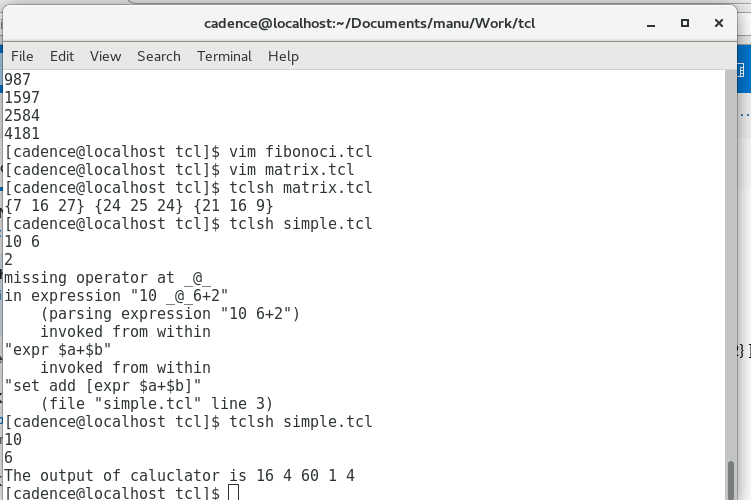 cadence@localhost:~/Documents/manu/Work/tcl
File Edit View Search Terminal Help
987
1597
2584
4181
[cadence@localhost tcl]$ vim fibonoci.tcl
[cadence@localhost tcl]$ vim matrix.tcl
[cadence@localhost tcl]$ tclsh matrix.tcl
{7 16 27} {24 25 24} {21 16 9}
[cadence@localhost tcl]$ tclsh simple.tcl
10 6
2
missing operator at _@_
in expression "10 _@_6+2"
    (parsing expression "10 6+2")
    invoked from within
"expr $a+$b"
    invoked from within
"set add [expr $a+$b]"
    (file "simple.tcl" line 3)
[cadence@localhost tcl]$ tclsh simple.tcl
10
6
The output of caluclator is 16 4 60 1 4
[cadence@localhost tcl]$